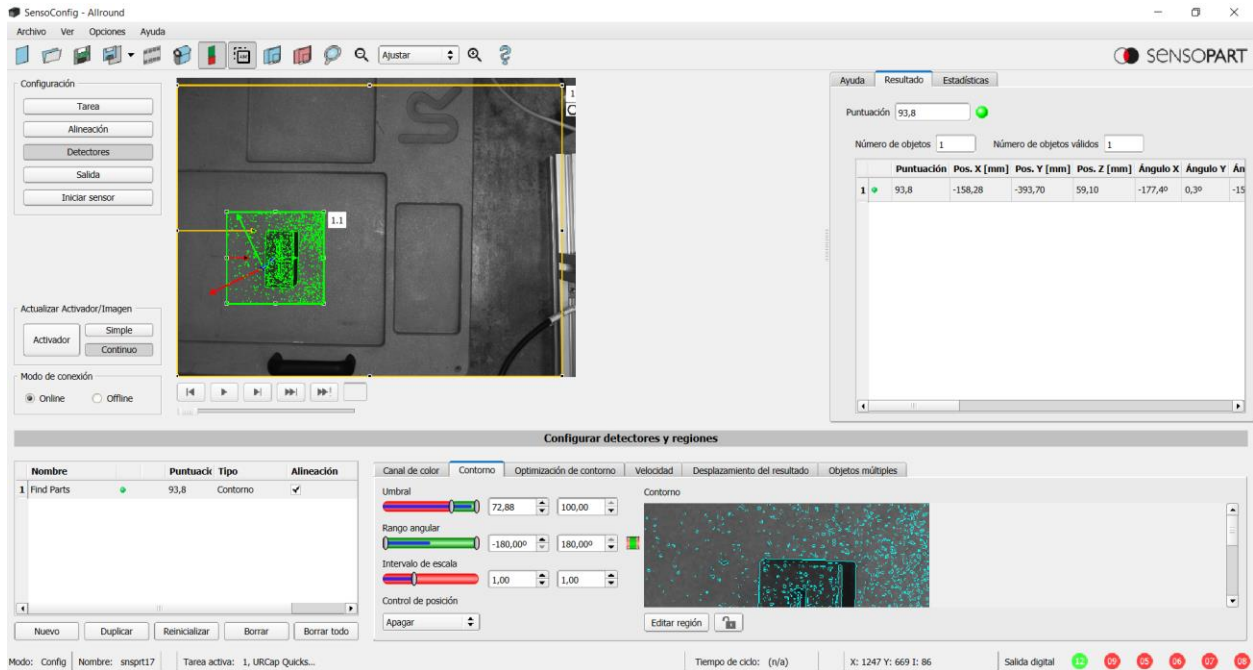 SensoConfig - Allround
Archivo Ver Opciones Ayuda
Ajustar
SENSOPART
Configuración
Tarea
Alineación
Detectores
Salida
Iniciar sensor
Actualizar Activador/Imagen
Activador
Simple
Continuo
Modo de conexión
Online Offline
1
1.1
Ayuda Resultado Estadísticas
Puntuación 93,8
Número de objetos 1 Número de objetos válidos 1
Puntuación Pos. X [mm] Pos. Y [mm] Pos. Z [mm] Ángulo X Ángulo Y Án
1 93,8 -158,28 -393,70 59,10 -177,4º 0,3º -15
Configurar detectores y regiones
Nombre Puntuació Tipo Alineación
1 Find Parts 93,8 Contorno
Nuevo Duplicar Reinicializar Borrar Borrar todo
Canal de color Contorno Optimización de contorno Velocidad Desplazamiento del resultado Objetos múltiples
Umbral
72,88 100,00
Rango angular
-180,00º 180,00º
Intervalo de escala
1,00 1,00
Control de posición
Apagar
Contorno
Editar región
Modo: Config Nombre: snsprt17 Tarea activa: 1, URCap Quicks... Tiempo de ciclo: (n/a) X: 1247 Y: 669 I: 86 Salida digital 12 09 05 06 07 08